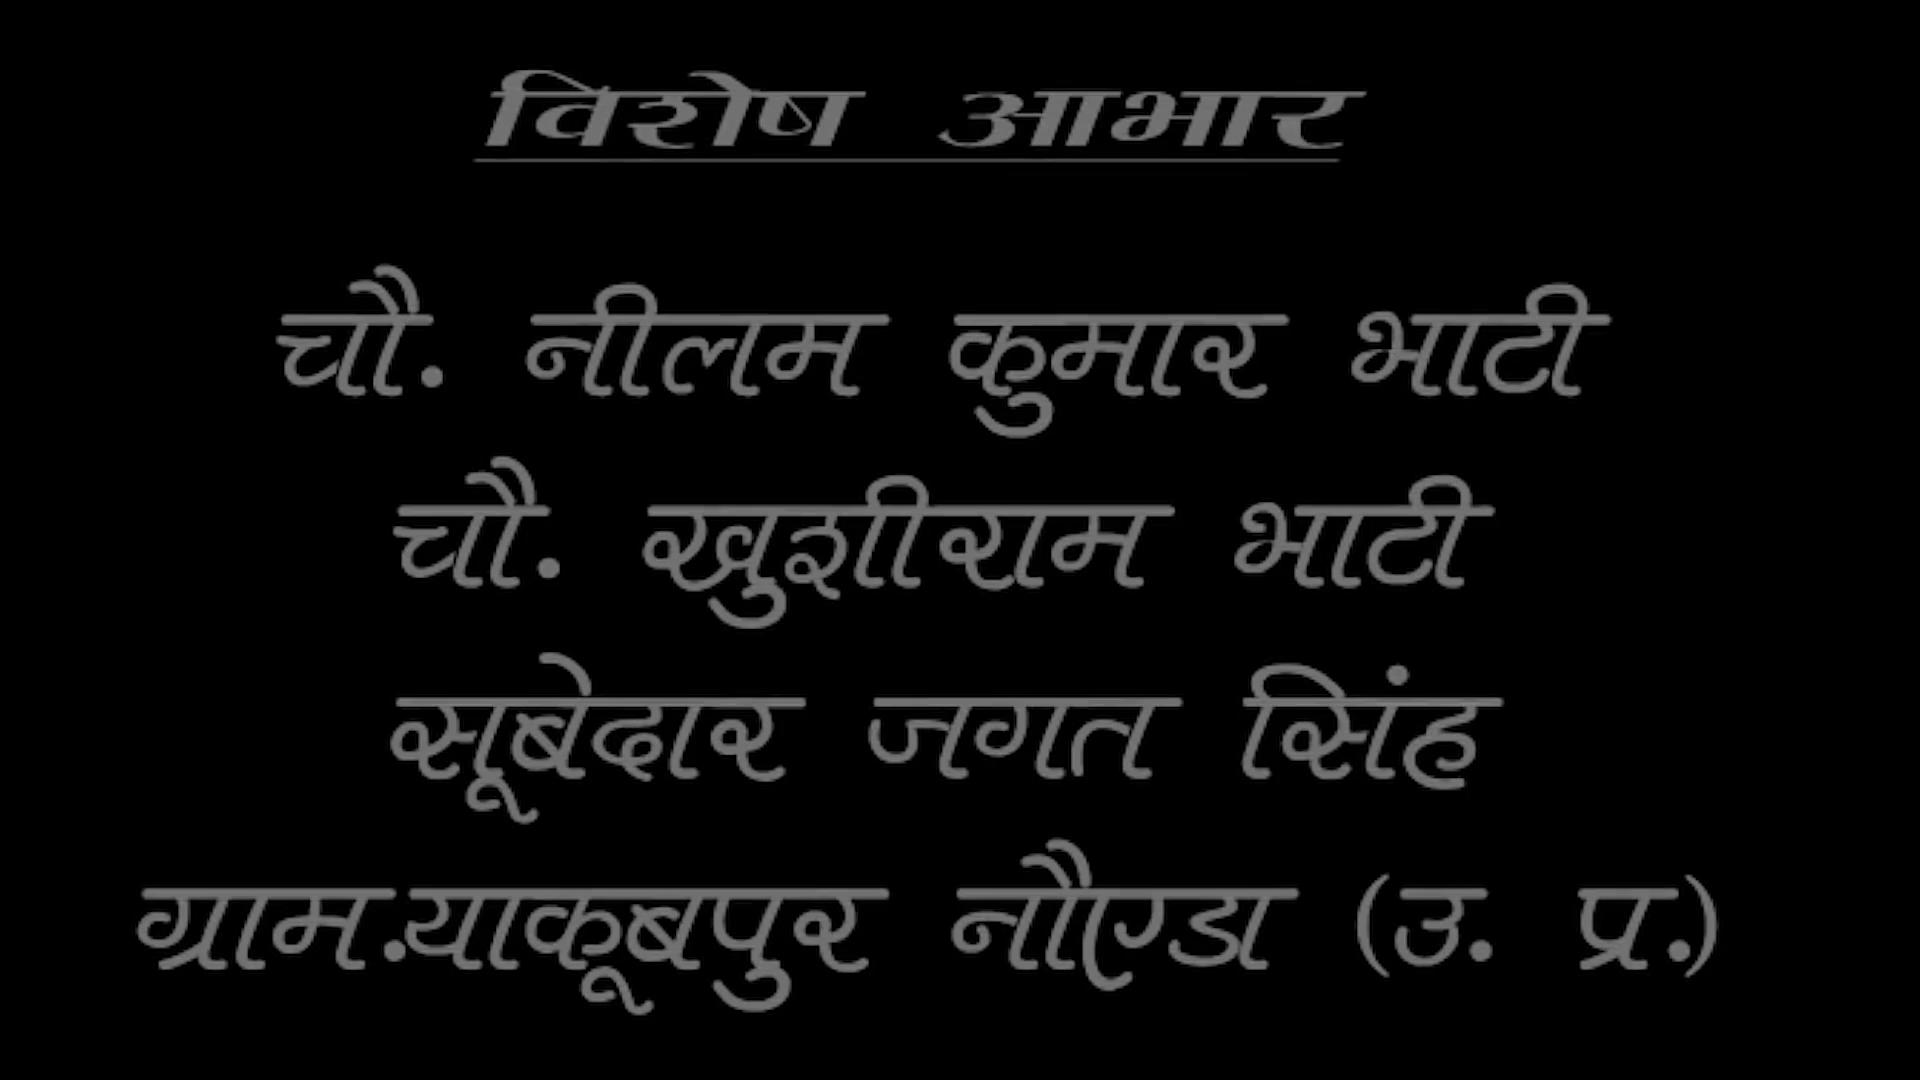 विशेष आभार
चौ. नीलम कुमार भाटी
चौ. खुशीराम भाटी
सूबेदार जगत सिंह
ग्राम.याकूबपुर नौएडा (उ. प्र.)